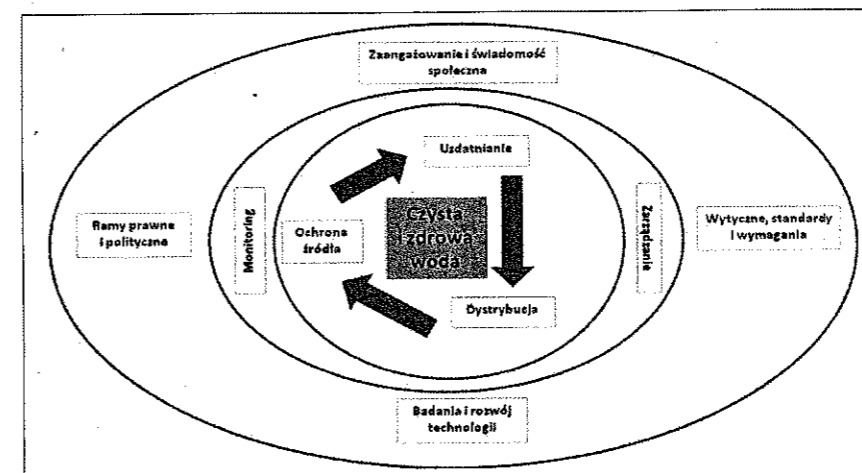 Zaangażowanie i świadomość
społeczna
Uzdatnianie
Ramy prawne
i polityczne
Monitoring
Ochrona
źródła
Czysta
i zdrowa
woda
Zarządzanie
Wytyczne, standardy
i wymagania
Dystrybucja
Badania i rozwój
technologii